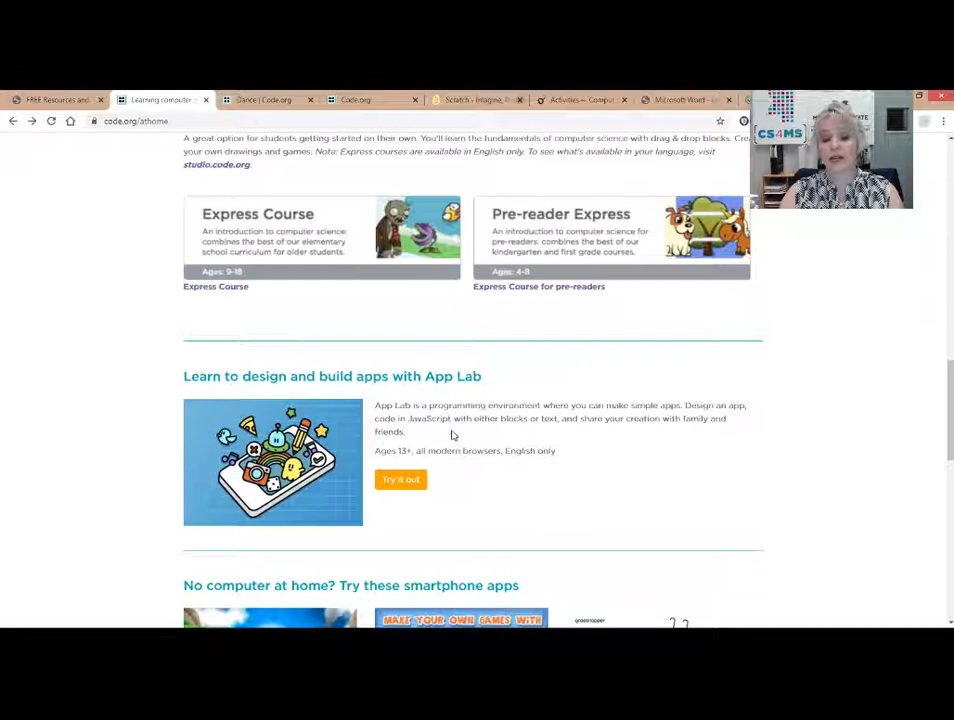 FREE Resources and
Learning computer
Dance | Code.org
Code.org
Scratch - Imagine,
Activities – Compu
Microsoft Word -
code.org/athome
CS4MS
A great option for students getting started on their own. You'll learn the fundamentals of computer science with drag & drop blocks. Cre
your own drawings and games. Note: Express courses are available in English only. To see what's available in your language, visit
studio.code.org.
Express Course
An introduction to computer science:
combines the best of our elementary
school curriculum for older students.
Ages: 9-18
Express Course
Pre-reader Express
An introduction to computer science for
pre-readers: combines the best of our
kindergarten and first grade courses.
Ages: 4-8
Express Course for pre-readers
Learn to design and build apps with App Lab
App Lab is a programming environment where you can make simple apps. Design an app,
code in JavaScript with either blocks or text, and share your creation with family and
friends.
Ages 13+, all modern browsers, English only
Try it out
No computer at home? Try these smartphone apps
MAKE YOUR OWN GAMES WITH
grasshopper